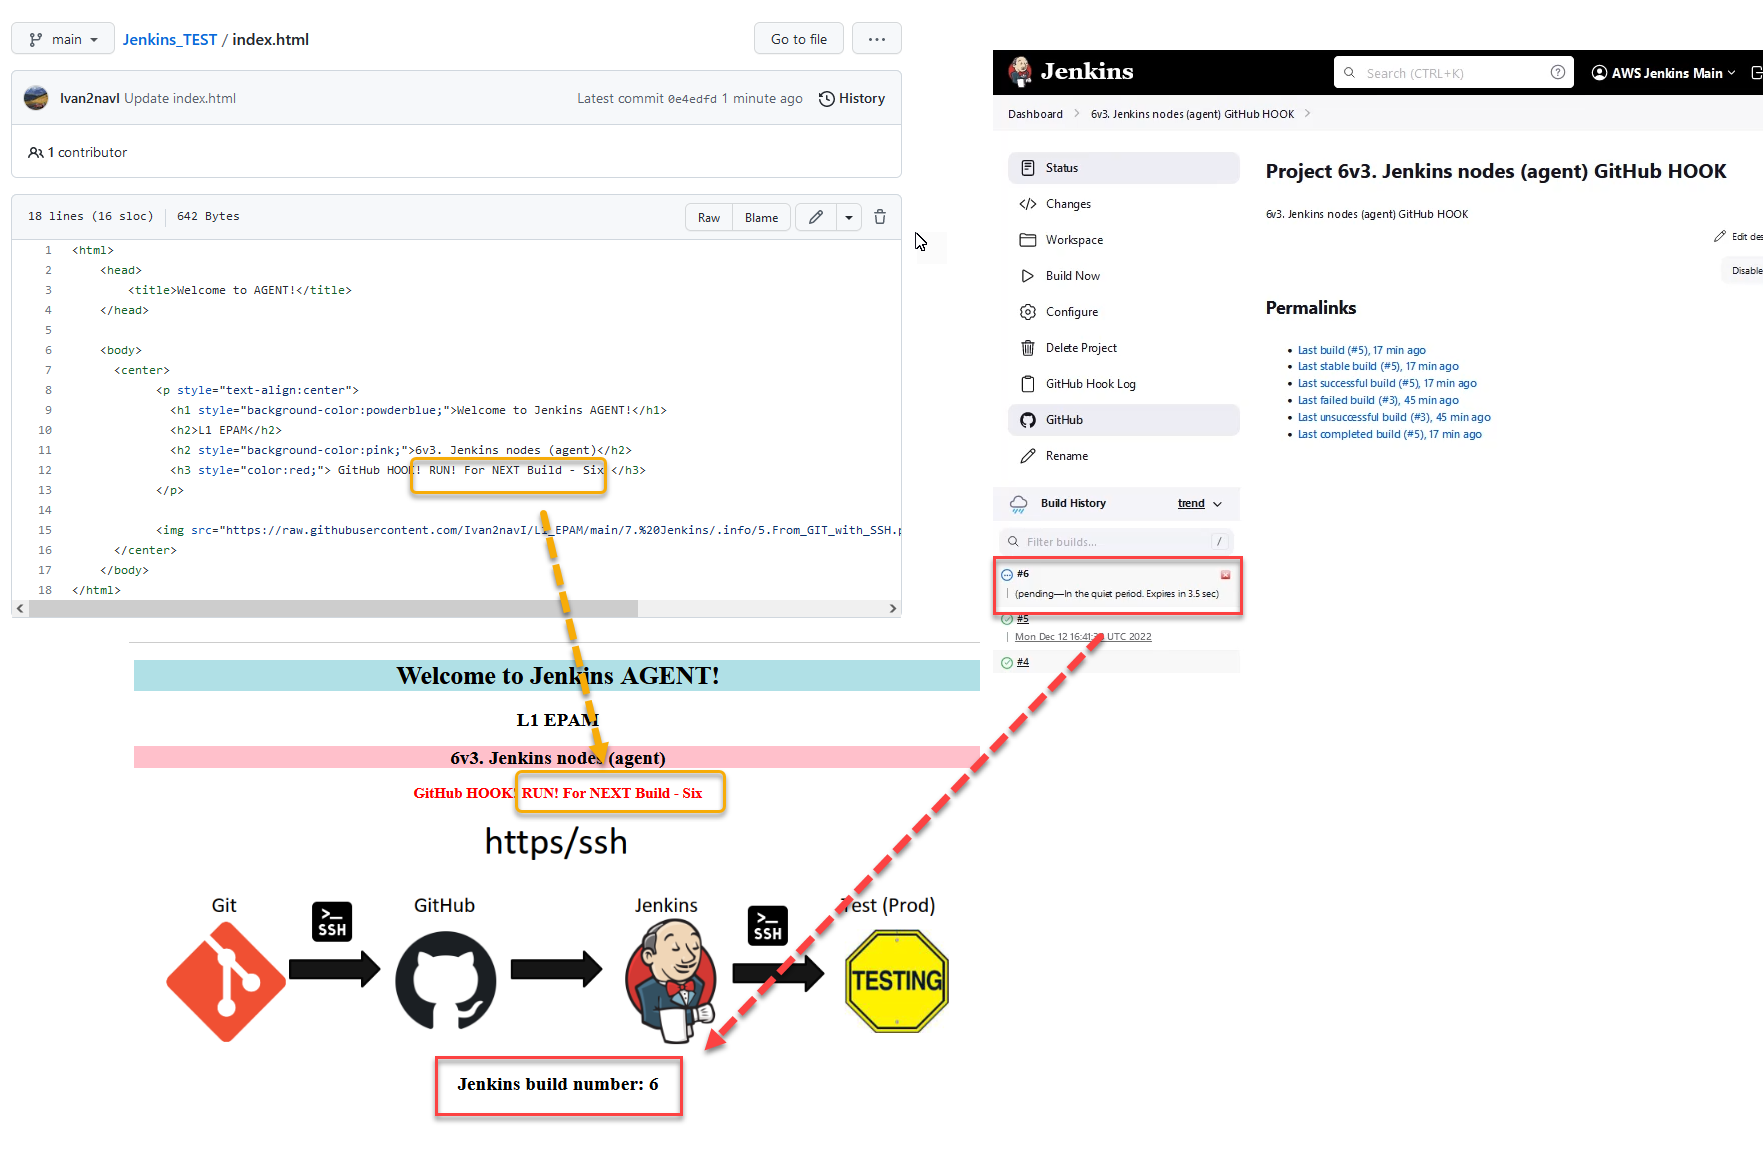 main
Jenkins_TEST / index.html
Go to file
...
Ivan2navI Update index.html
Latest commit 0e4edfd 1 minute ago
History
1 contributor
18 lines (16 sloc)
642 Bytes
Raw
Blame
1 <html>
2 <head>
3 <title>Welcome to AGENT!</title>
4 </head>
5
6 <body>
7 <center>
8 <p style="text-align:center">
9 <h1 style="background-color:powderblue;">Welcome to Jenkins AGENT!</h1>
10 <h2>L1 EPAM</h2>
11 <h2 style="background-color:pink;">6v3. Jenkins nodes (agent)</h2>
12 <h3 style="color:red;"> GitHub HOOK! RUN! For NEXT Build - Six </h3>
13 </p>
14
15 <img src="https://raw.githubusercontent.com/Ivan2navI/L1_EPAM/main/7.%20Jenkins/.info/5.From_GIT_with_SSH.p
16 </center>
17 </body>
18 </html>
Welcome to Jenkins AGENT!
L1 EPAM
6v3. Jenkins nodes (agent)
GitHub HOOK! RUN! For NEXT Build - Six
https/ssh
Git
>_ SSH
GitHub
Jenkins
>_ SSH
Test (Prod)
TESTING
Jenkins build number: 6
Jenkins
Search (CTRL+K)
?
AWS Jenkins Main
Dashboard
6v3. Jenkins nodes (agent) GitHub HOOK
Status
Changes
Workspace
Build Now
Configure
Delete Project
GitHub Hook Log
GitHub
Rename
Build History
trend
Filter builds...
/
#6
(pending—In the quiet period. Expires in 3.5 sec)
#5
Mon Dec 12 UTC 2022
#4
Project 6v3. Jenkins nodes (agent) GitHub HOOK
6v3. Jenkins nodes (agent) GitHub HOOK
Edit des
Disable
Permalinks
Last build (#5), 17 min ago
Last stable build (#5), 17 min ago
Last successful build (#5), 17 min ago
Last failed build (#3), 45 min ago
Last unsuccessful build (#3), 45 min ago
Last completed build (#5), 17 min ago